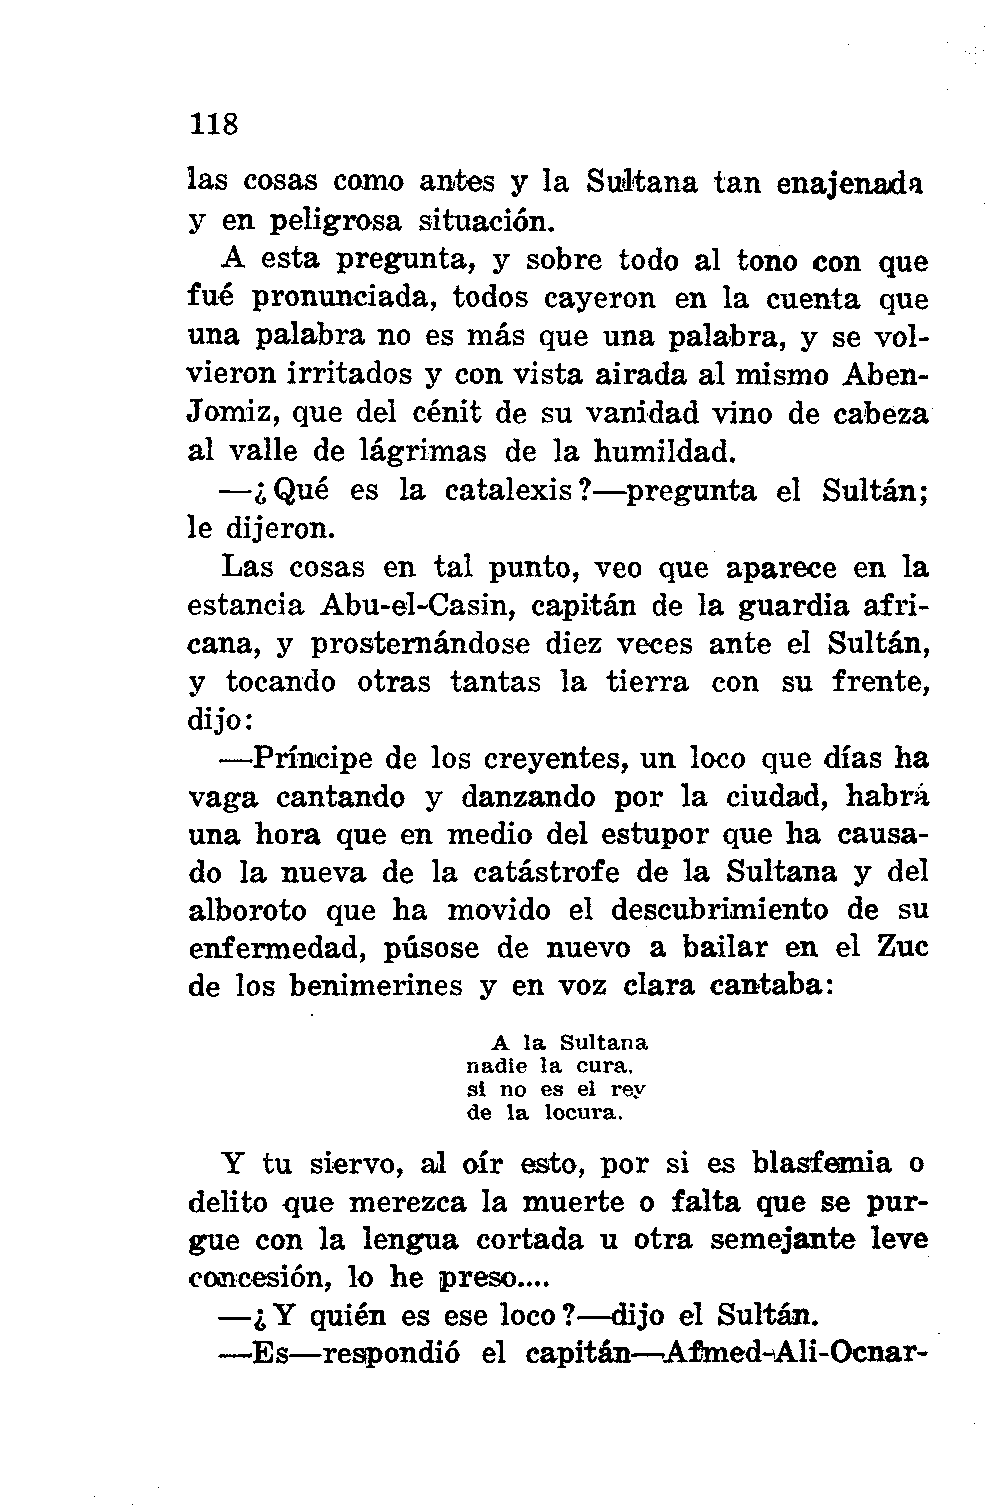 118
las cosas como antes y la Sultana tan enajenada
y en peligrosa situación.
A esta pregunta, y sobre todo al tono con que
fué pronunciada, todos cayeron en la cuenta que
una palabra no es más que una palabra, y se vol-
vieron irritados y con vista airada al mismo Aben-
Jomiz, que del cénit de su vanidad vino de cabeza
al valle de lágrimas de la humildad.
—¿Qué es la catalexis?—pregunta el Sultán;
le dijeron.
Las cosas en tal punto, veo que aparece en la
estancia Abu-el-Casin, capitán de la guardia afri-
cana, y prosternándose diez veces ante el Sultán,
y tocando otras tantas la tierra con su frente,
dijo:
—Príncipe de los creyentes, un loco que días ha
vaga cantando y danzando por la ciudad, habrá
una hora que en medio del estupor que ha causa-
do la nueva de la catástrofe de la Sultana y del
alboroto que ha movido el descubrimiento de su
enfermedad, púsose de nuevo a bailar en el Zuc
de los benimerines y en voz clara cantaba:
A la Sultana
nadie la cura.
si no es el rey
de la locura.
Y tu siervo, al oír esto, por si es blasfemia o
delito que merezca la muerte o falta que se pur-
gue con la lengua cortada u otra semejante leve
concesión, lo he preso....
—¿Y quién es ese loco?—dijo el Sultán.
—Es—respondió el capitán—Afmed-Ali-Ocnar-